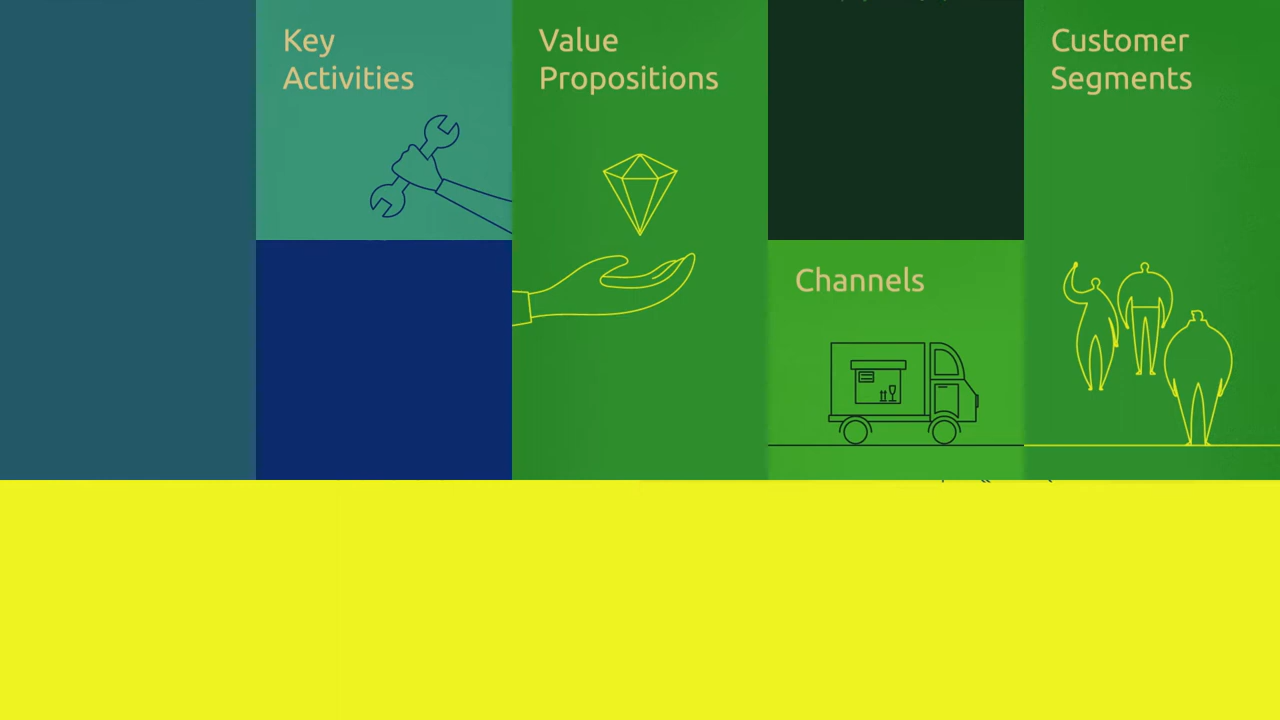 Key
Activities
Value
Propositions
Customer
Segments
Channels